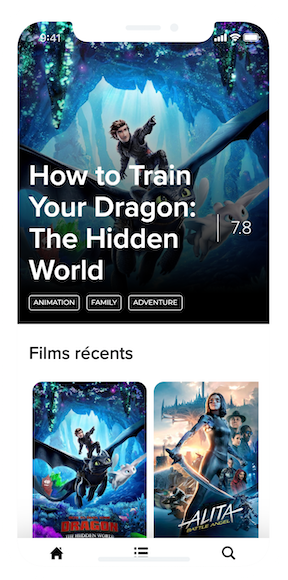 9:41
How to Train
Your Dragon:
The Hidden
World
7.8
ANIMATION FAMILY ADVENTURE
Films récents
DRAGON
THE HIDDEN WORLD
ALITA
BATTLE ANGEL